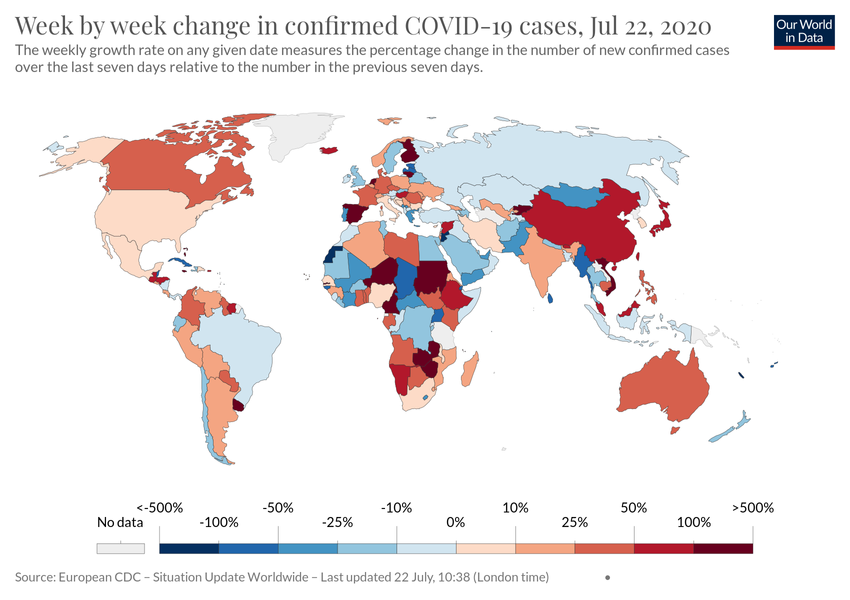 Week by week change in confirmed COVID-19 cases, Jul 22, 2020
Our World
in Data
The weekly growth rate on any given date measures the percentage change in the number of new confirmed cases
over the last seven days relative to the number in the previous seven days.
<-500% -50% -10% 10% 50% >500%
No data -100% -25% 0% 25% 100%
Source: European CDC – Situation Update Worldwide – Last updated 22 July, 10:38 (London time) •